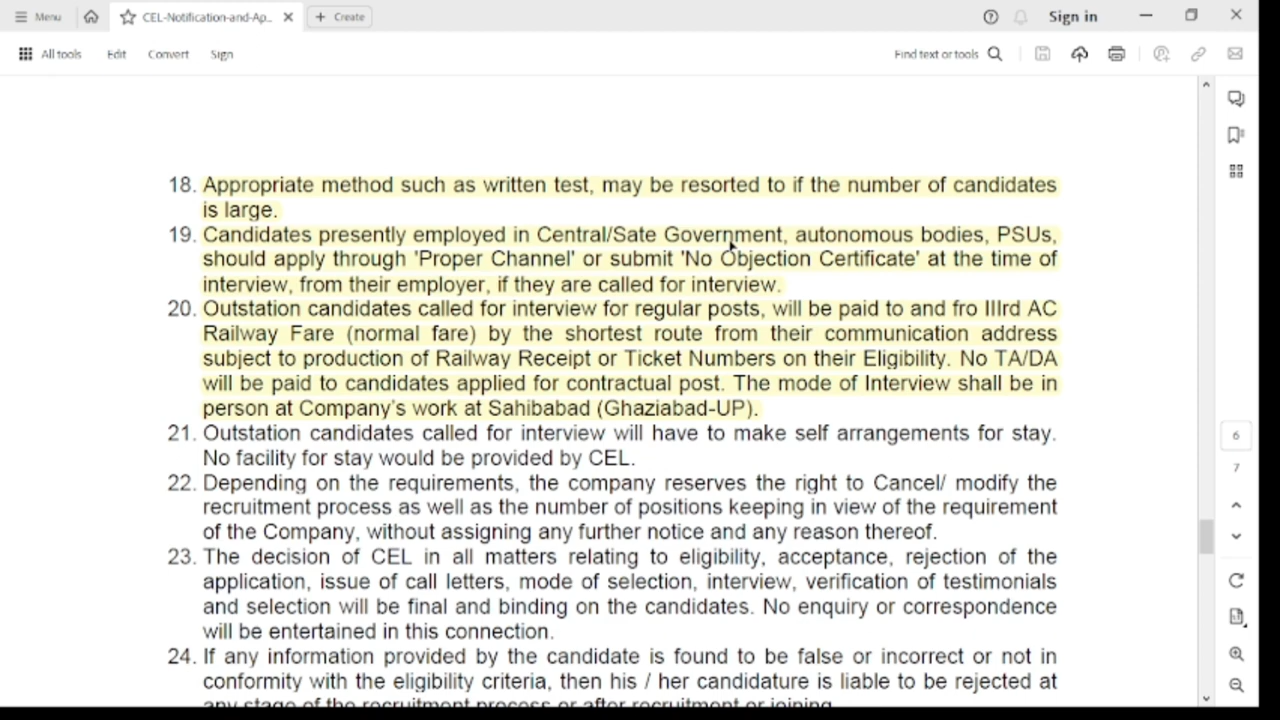 Menu
CEL-Notification-and-Ap...
Create
Sign in
All tools
Edit
Convert
Sign
Find text or tools
18. Appropriate method such as written test, may be resorted to if the number of candidates
is large.
19. Candidates presently employed in Central/Sate Government, autonomous bodies, PSUs,
should apply through 'Proper Channel' or submit 'No Objection Certificate' at the time of
interview, from their employer, if they are called for interview.
20. Outstation candidates called for interview for regular posts, will be paid to and fro IIIrd AC
Railway Fare (normal fare) by the shortest route from their communication address
subject to production of Railway Receipt or Ticket Numbers on their Eligibility. No TA/DA
will be paid to candidates applied for contractual post. The mode of Interview shall be in
person at Company's work at Sahibabad (Ghaziabad-UP).
21. Outstation candidates called for interview will have to make self arrangements for stay.
No facility for stay would be provided by CEL.
22. Depending on the requirements, the company reserves the right to Cancel/ modify the
recruitment process as well as the number of positions keeping in view of the requirement
of the Company, without assigning any further notice and any reason thereof.
23. The decision of CEL in all matters relating to eligibility, acceptance, rejection of the
application, issue of call letters, mode of selection, interview, verification of testimonials
and selection will be final and binding on the candidates. No enquiry or correspondence
will be entertained in this connection.
24. If any information provided by the candidate is found to be false or incorrect or not in
conformity with the eligibility criteria, then his / her candidature is liable to be rejected at
any stage of the recruitment process or after recruitment or joining
6
7